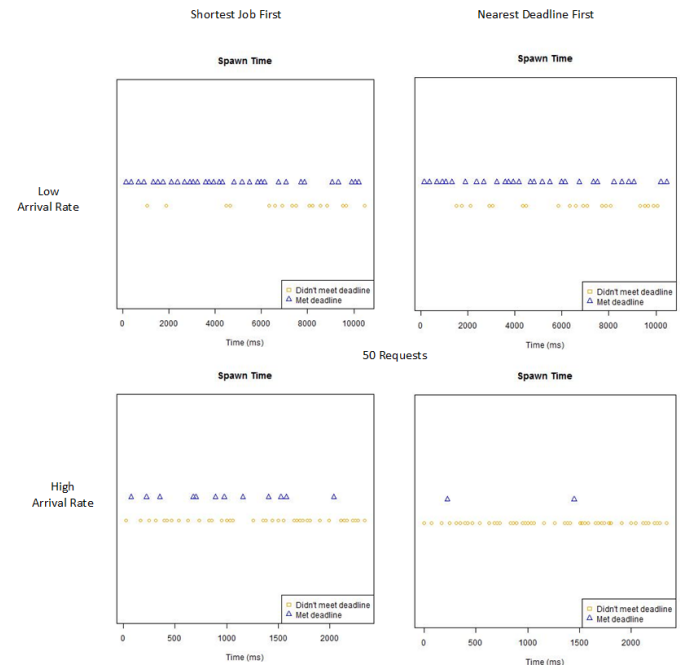 Shortest Job First
Nearest Deadline First
Spawn Time
Spawn Time
Low
Arrival Rate
Didn't meet deadline
Met deadline
Didn't meet deadline
Met deadline
0 2000 4000 6000 8000 10000
0 2000 4000 6000 8000 10000
Time (ms)
Time (ms)
50 Requests
Spawn Time
Spawn Time
High
Arrival Rate
Didn't meet deadline
Met deadline
Didn't meet deadline
Met deadline
0 500 1000 1500 2000
0 500 1000 1500 2000
Time (ms)
Time (ms)